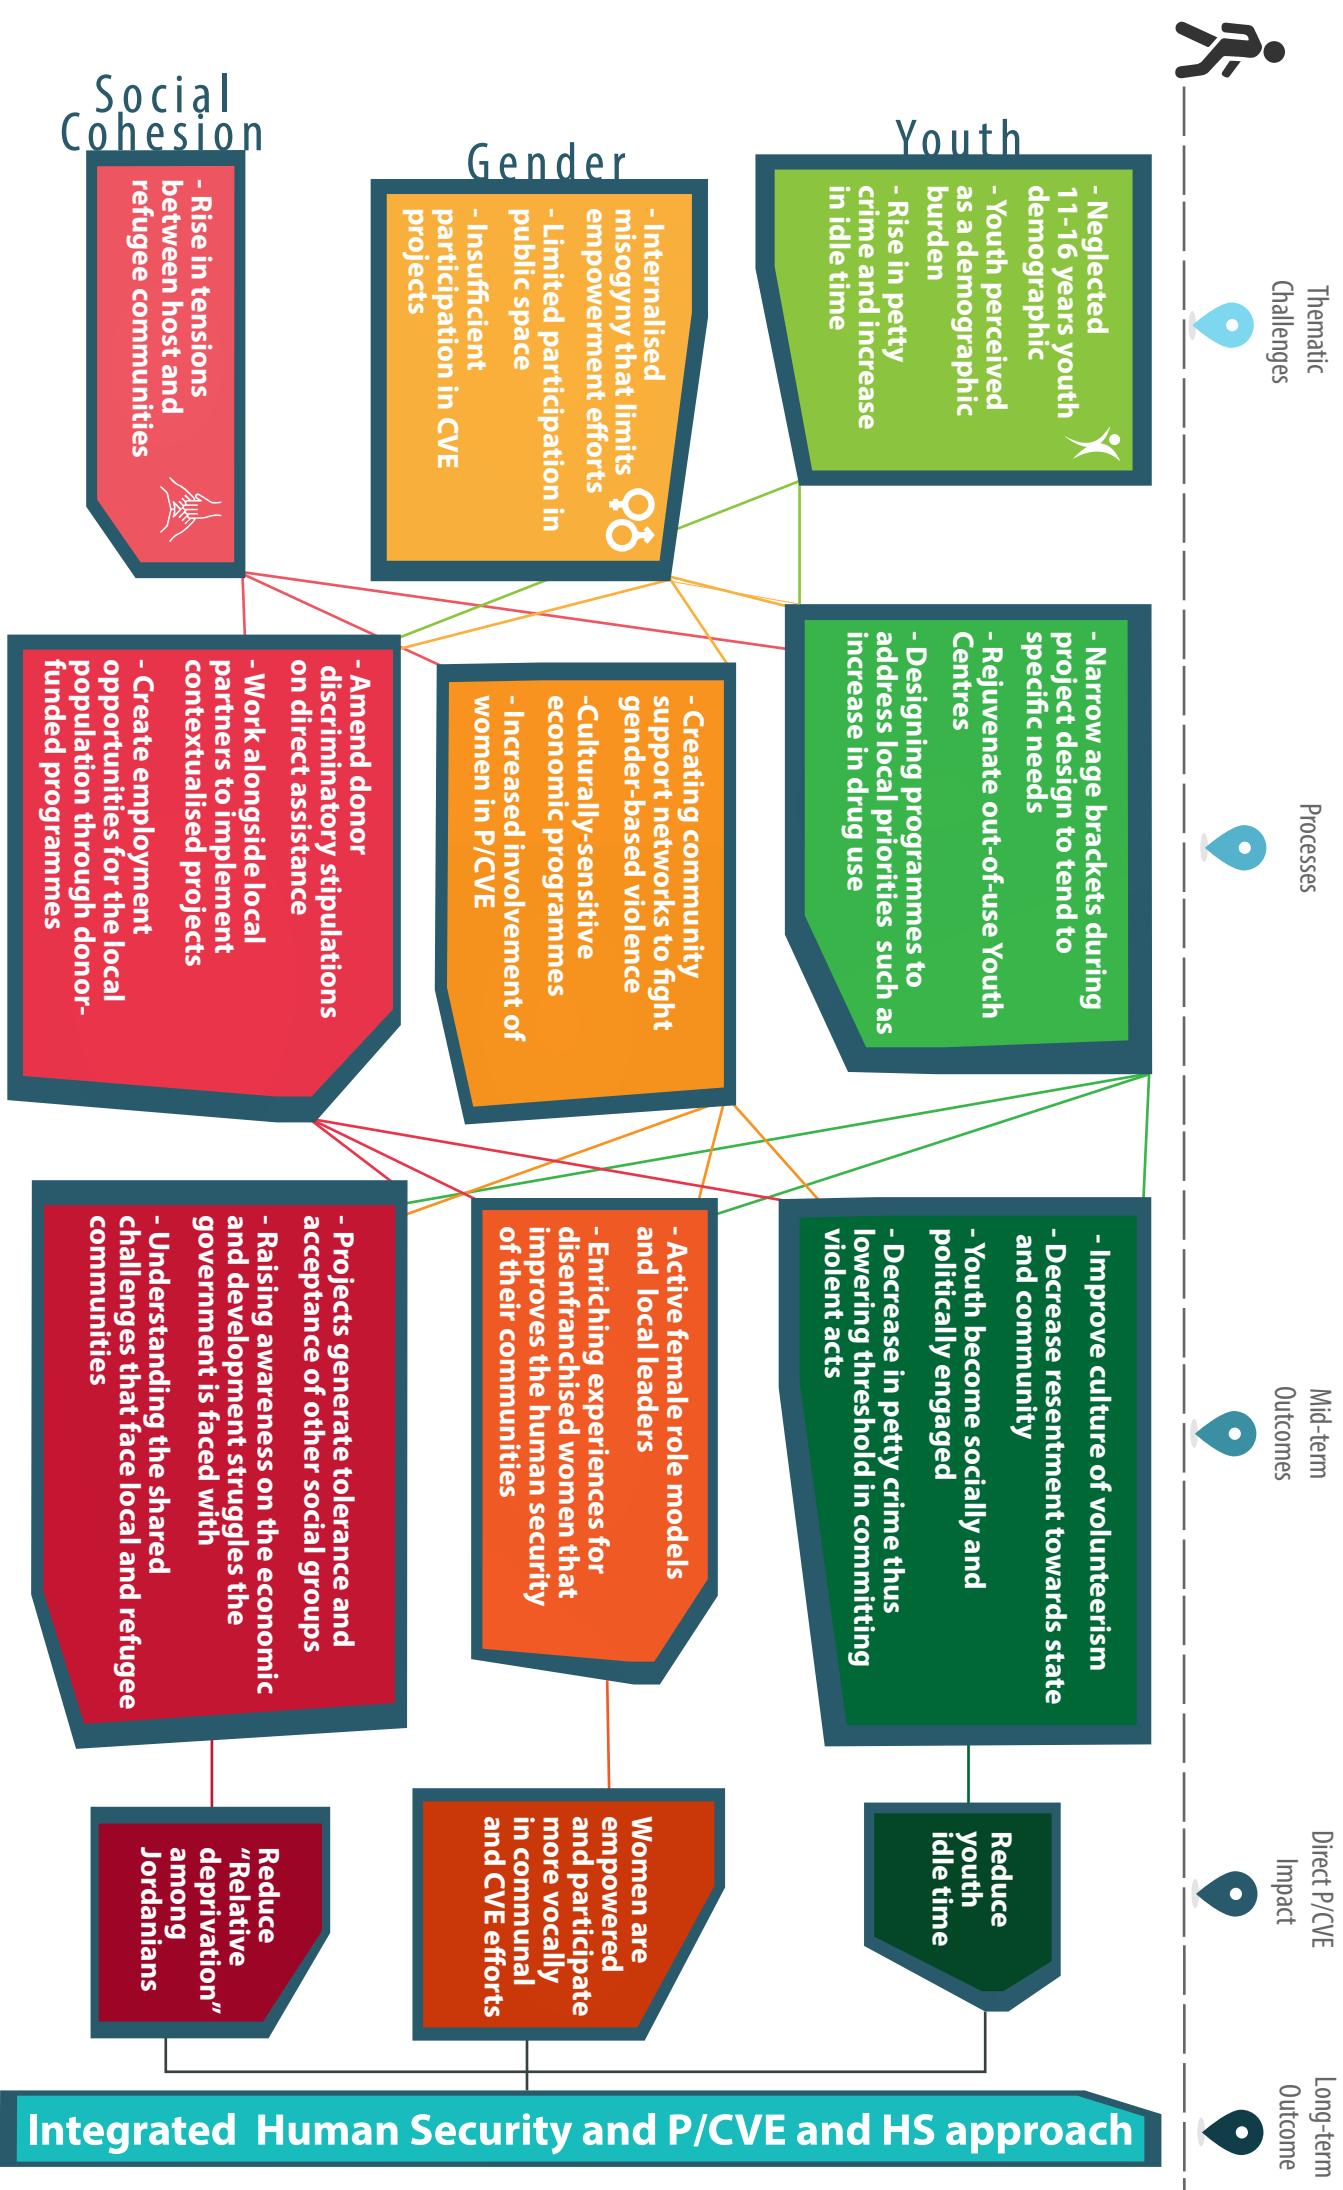 Thematic
Challenges
Processes
Mid-term
Outcomes
Direct P/CVE
Impact
Long-term
Outcome
Youth
- Neglected
11-16 years youth
demographic
- Youth perceived
as a demographic
burden
- Rise in petty
crime and increase
in idle time
- Narrow age brackets during
project design to tend to
specific needs
- Rejuvenate out-of-use Youth
Centres
- Designing programmes to
address local priorities such as
increase in drug use
- Improve culture of volunteerism
- Decrease resentment towards state
and community
- Youth become socially and
politically engaged
- Decrease in petty crime thus
lowering threshold in committing
violent acts
Reduce
youth
idle time
Gender
- Internalised
misogyny that limits
empowerment efforts
- Limited participation in
public space
- Insufficient
participation in CVE
projects
- Creating community
support networks to fight
gender-based violence
-Culturally-sensitive
economic programmes
- Increased involvement of
women in P/CVE
- Active female role models
and local leaders
- Enriching experiences for
disenfranchised women that
improves the human security
of their communities
Women are
empowered
and participate
more vocally
in communal
and CVE efforts
Social
Cohesion
- Rise in tensions
between host and
refugee communities
- Amend donor
discriminatory stipulations
on direct assistance
- Work alongside local
partners to implement
contextualised projects
- Create employment
opportunities for the local
population through donor-
funded programmes
- Projects generate tolerance and
acceptance of other social groups
- Raising awareness on the economic
and development struggles the
government is faced with
- Understanding the shared
challenges that face local and refugee
communities
Reduce
“Relative
deprivation”
among
Jordanians
Integrated Human Security and P/CVE and HS approach